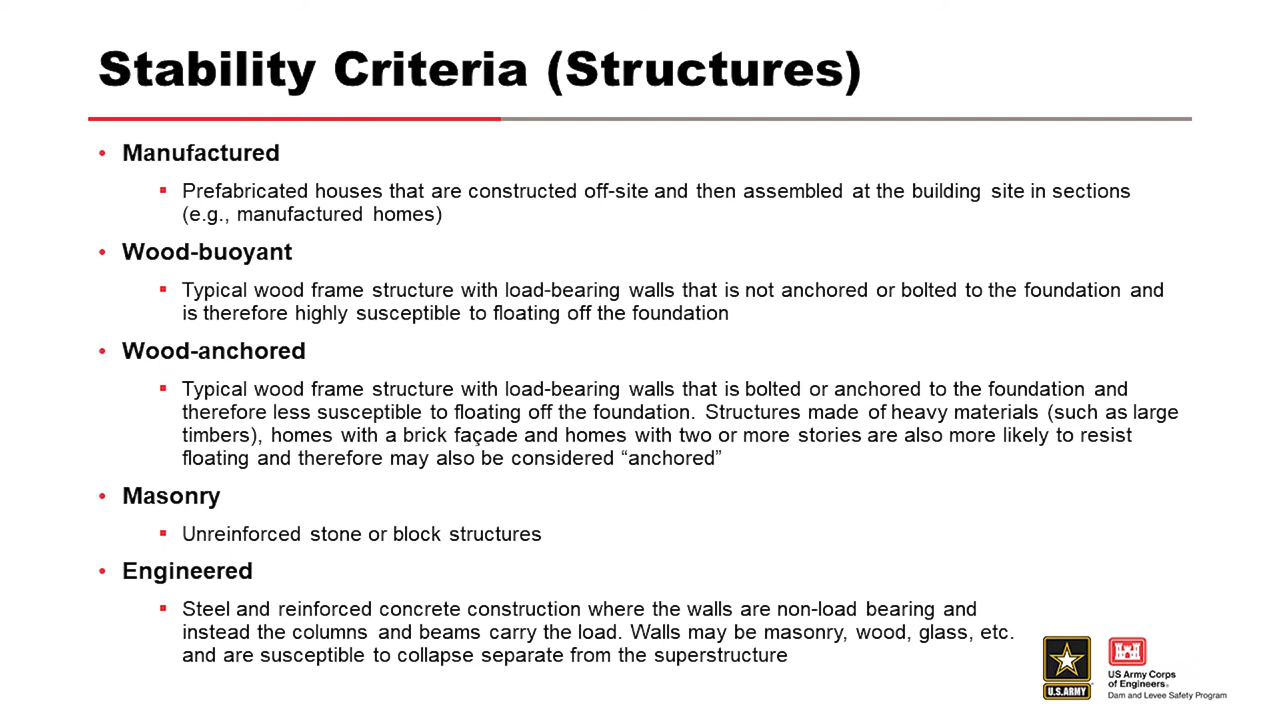 Stability Criteria (Structures)
• Manufactured
▪ Prefabricated houses that are constructed off-site and then assembled at the building site in sections
(e.g., manufactured homes)
• Wood-buoyant
▪ Typical wood frame structure with load-bearing walls that is not anchored or bolted to the foundation and
is therefore highly susceptible to floating off the foundation
• Wood-anchored
▪ Typical wood frame structure with load-bearing walls that is bolted or anchored to the foundation and
therefore less susceptible to floating off the foundation. Structures made of heavy materials (such as large
timbers), homes with a brick façade and homes with two or more stories are also more likely to resist
floating and therefore may also be considered “anchored”
• Masonry
▪ Unreinforced stone or block structures
• Engineered
▪ Steel and reinforced concrete construction where the walls are non-load bearing and
instead the columns and beams carry the load. Walls may be masonry, wood, glass, etc.
and are susceptible to collapse separate from the superstructure
U.S.ARMY
US Army Corps
of Engineers®
Dam and Levee Safety Program